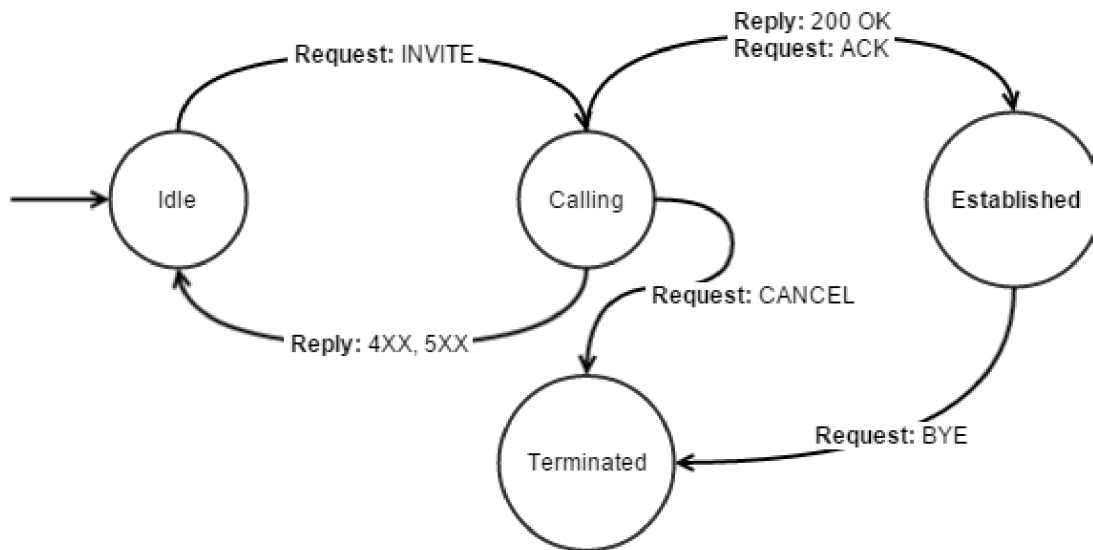 Reply: 200 OK
Request: ACK
Request: INVITE
Idle
Calling
Established
Request: CANCEL
Reply: 4XX, 5XX
Request: BYE
Terminated